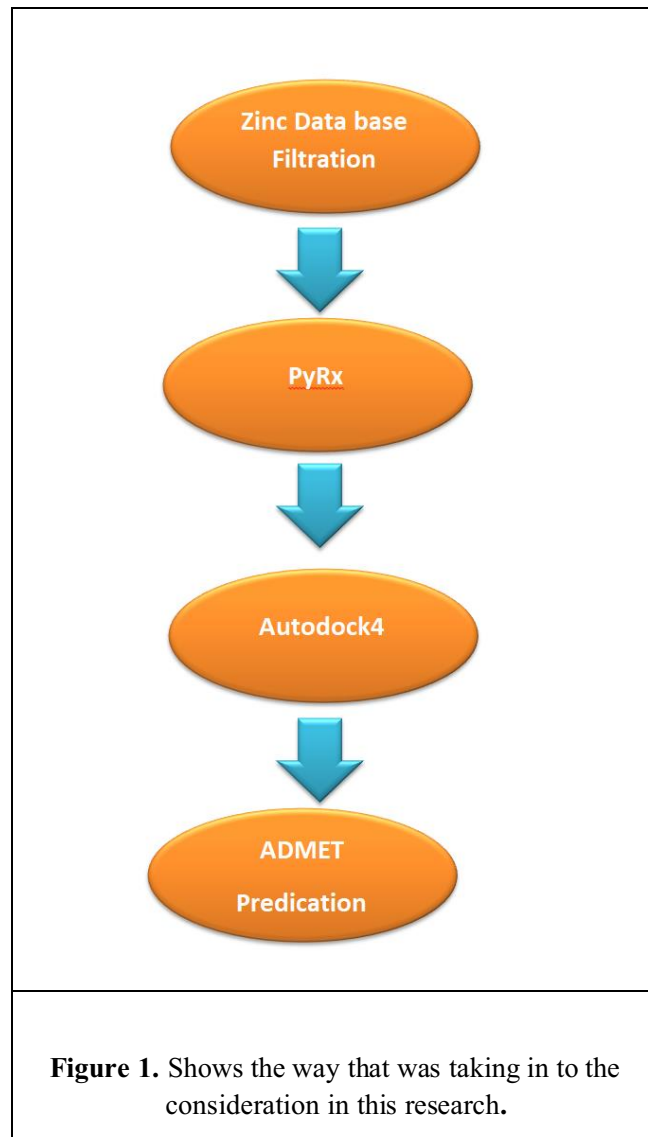 Zinc Data base
Filtration
PyRx
Autodock4
ADMET
Predication
Figure 1. Shows the way that was taking in to the
consideration in this research.